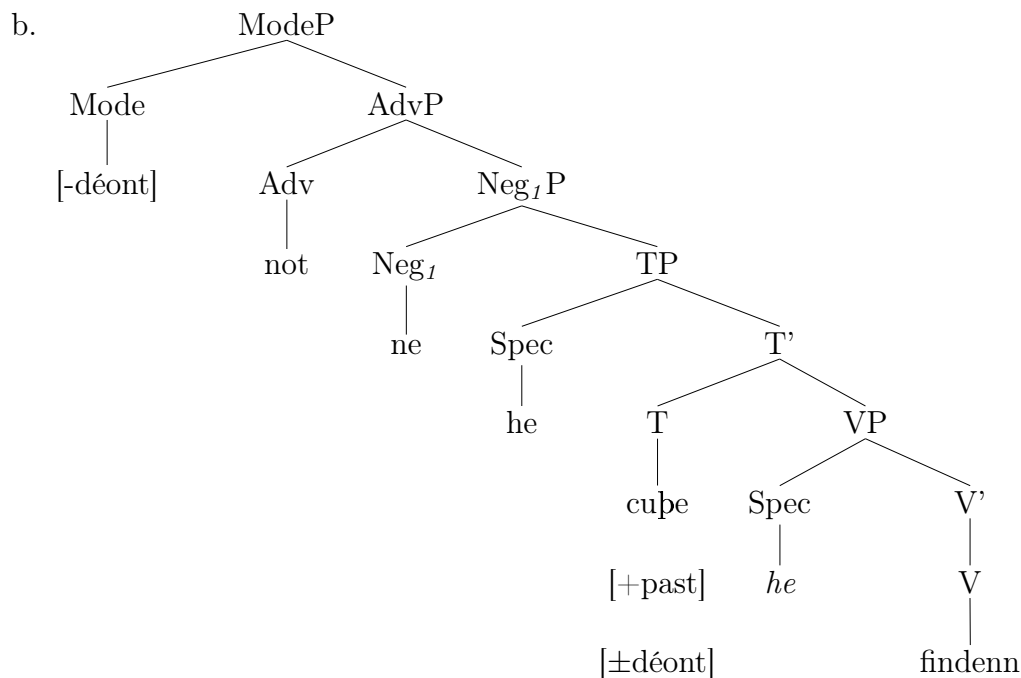 b.
ModeP
Mode AdvP
[-déont] Adv Neg₁P
not Neg₁ TP
ne Spec T'
he T VP
cuþe Spec V'
[+past] he V
[±déont] findenn